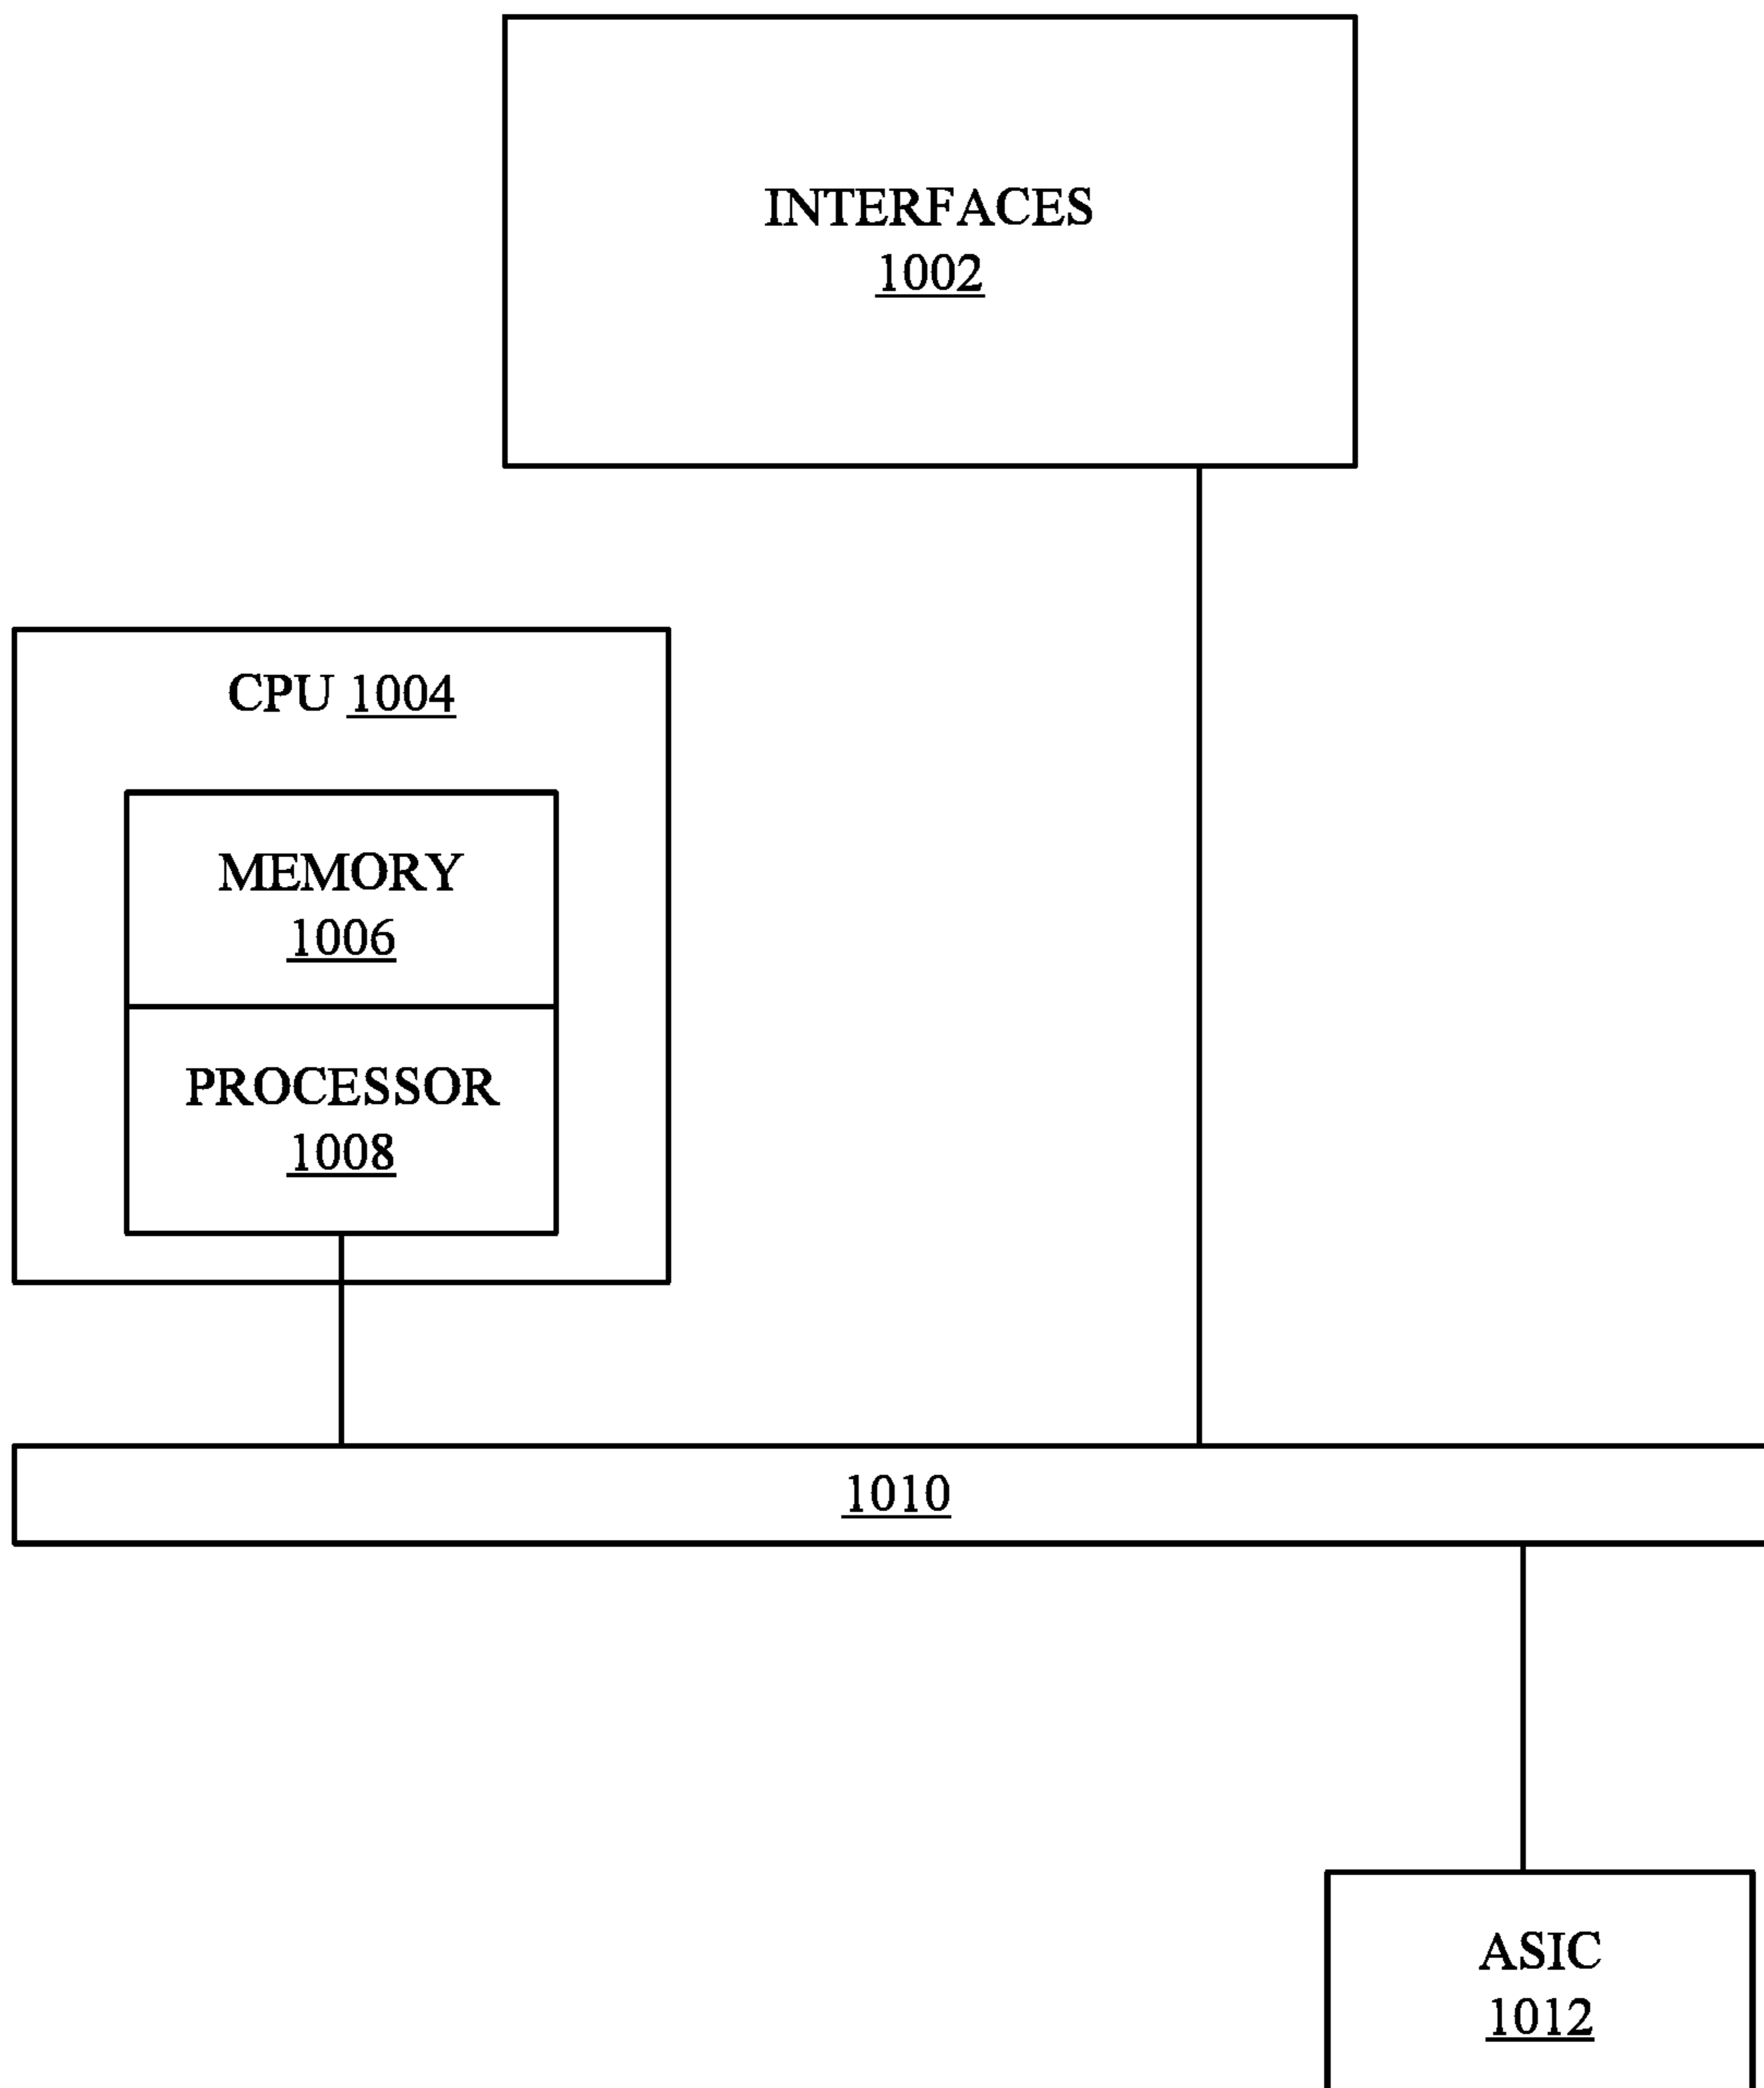 INTERFACES
1002
CPU 1004
MEMORY
1006
PROCESSOR
1008
1010
ASIC
1012